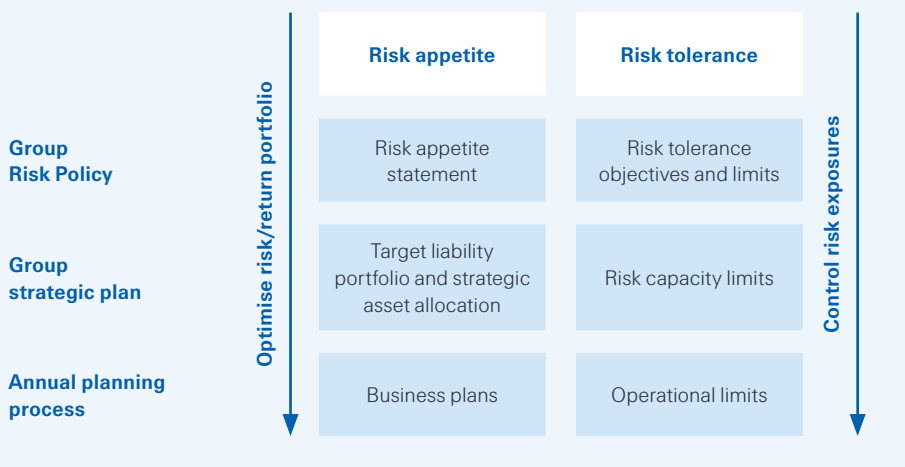 Risk appetite
Risk tolerance
Optimise risk/return portfolio
Control risk exposures
Group
Risk Policy
Risk appetite
statement
Risk tolerance
objectives and limits
Group
strategic plan
Target liability
portfolio and strategic
asset allocation
Risk capacity limits
Annual planning
process
Business plans
Operational limits